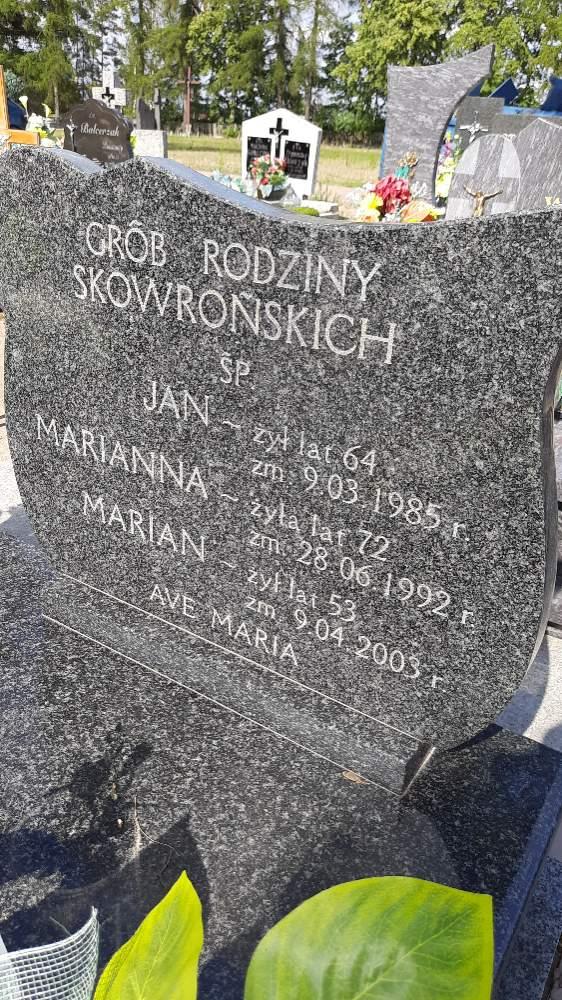 GRÓB RODZINY
SKOWROŃSKICH
ŚP.
JAN – żył lat 64
zm. 9.03.1985 r.
MARIANNA – żyła lat 72
zm. 28.06.1992 r.
MARIAN – żył lat 53
zm. 9.04.2003 r.
AVE MARIA
Balcerzak